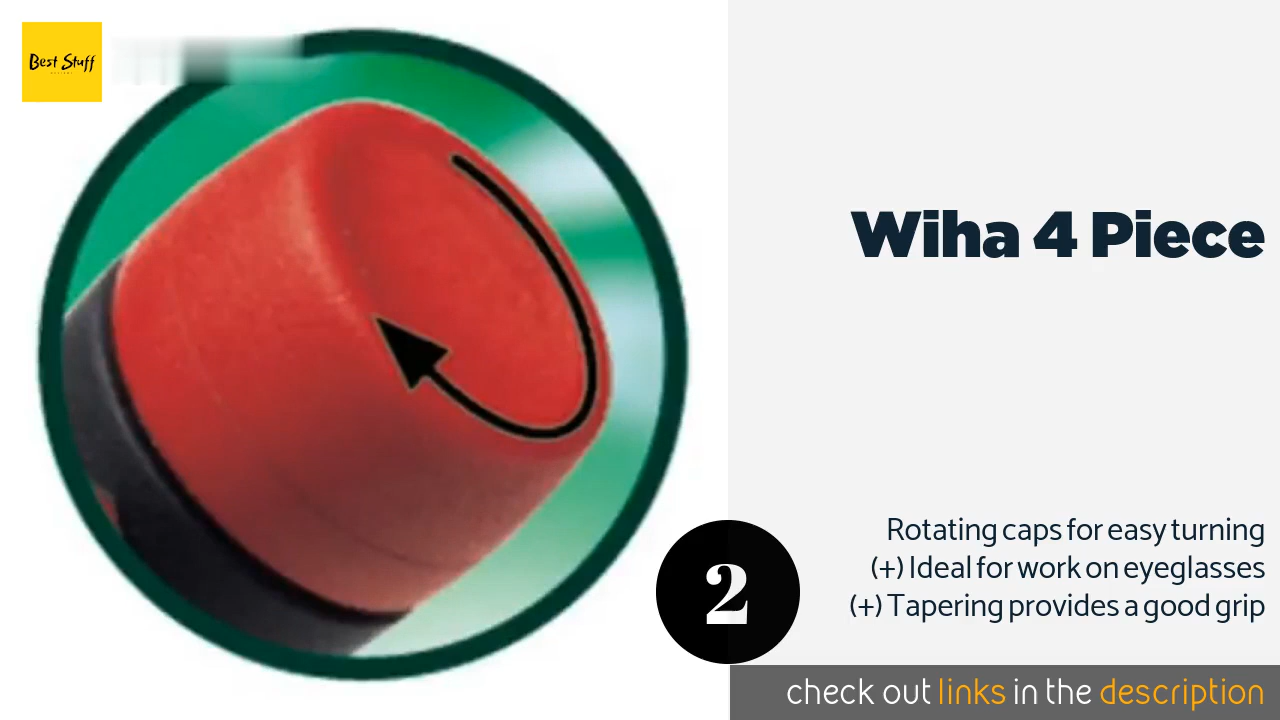 Best Stuff
Wiha 4 Piece
Rotating caps for easy turning
(+) Ideal for work on eyeglasses
(+) Tapering provides a good grip
2
check out links in the description